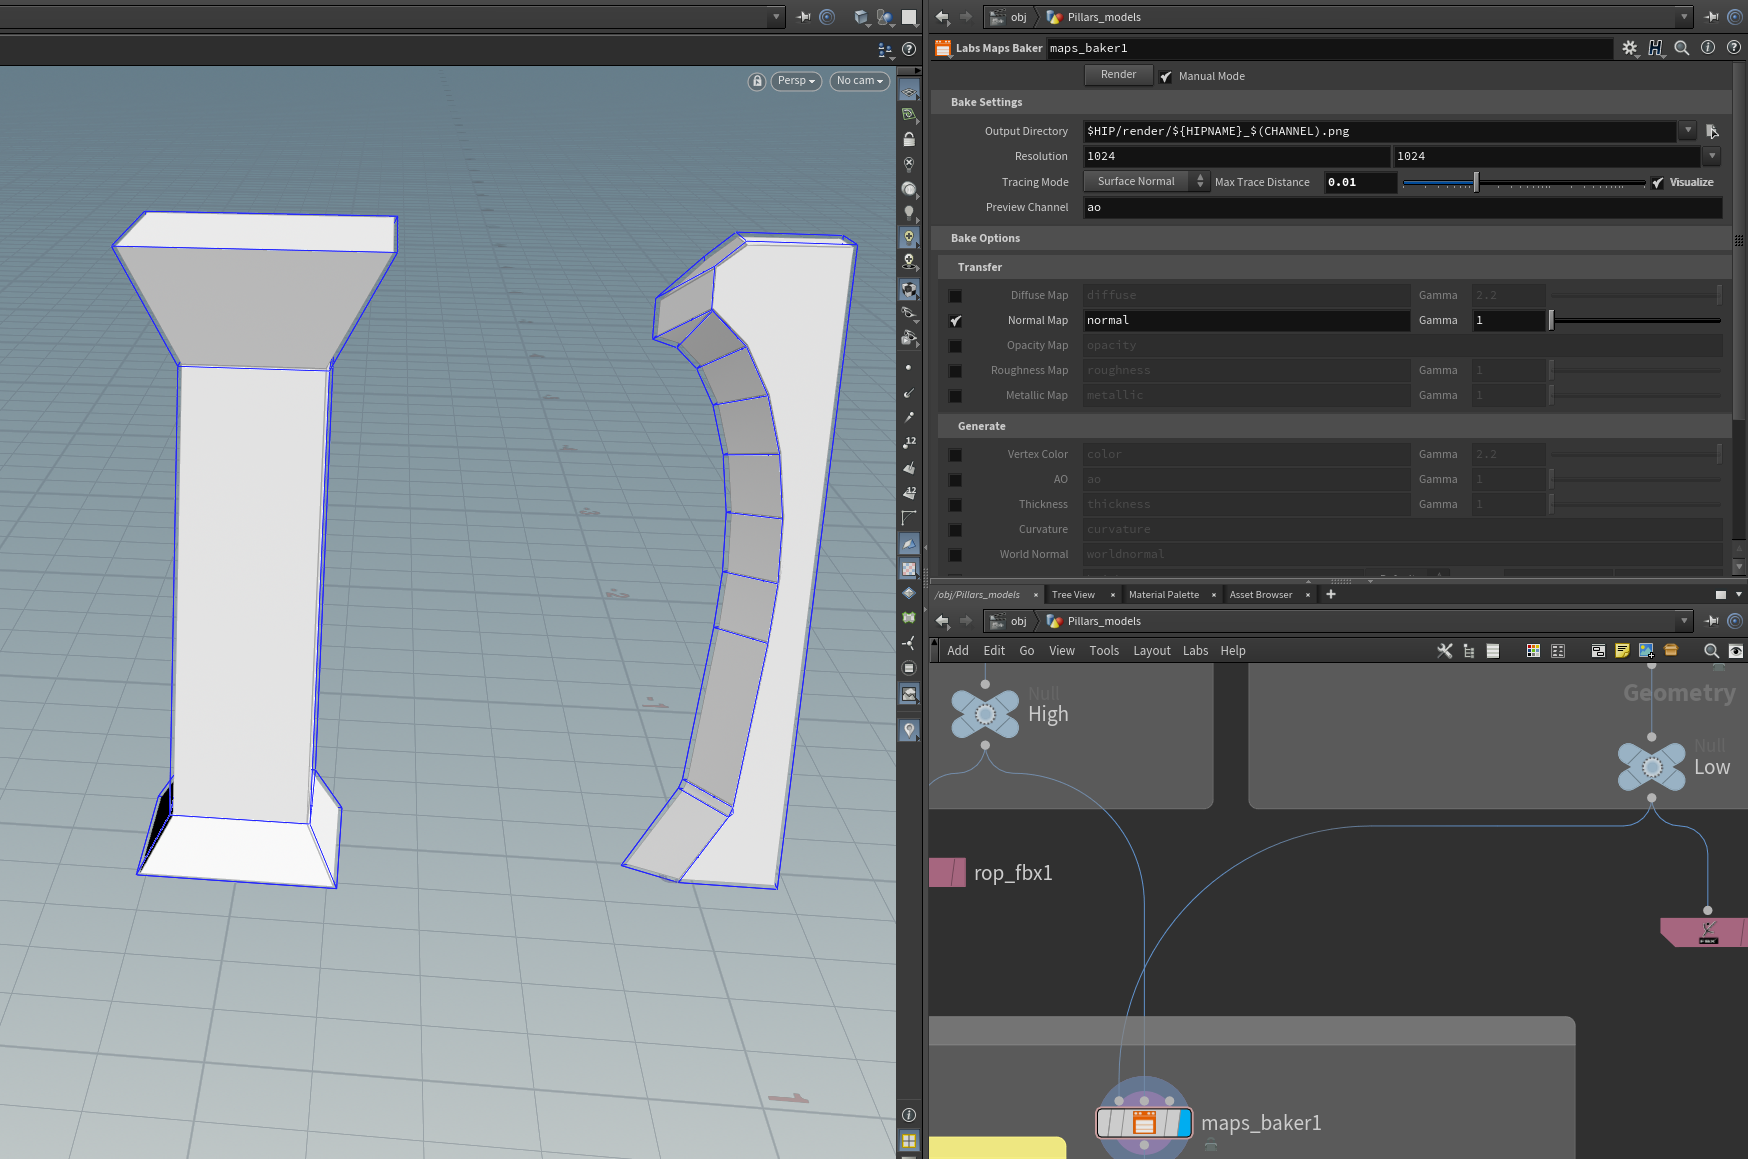 obj Pillars_models
Labs Maps Baker maps_baker1
Persp No cam
Render Manual Mode
Bake Settings
Output Directory $HIP/render/${HIPNAME}_$(CHANNEL).png
Resolution 1024 1024
Tracing Mode Surface Normal Max Trace Distance 0.01 Visualize
Preview Channel ao
Bake Options
Transfer
Diffuse Map diffuse Gamma 2.2
Normal Map normal Gamma 1
Opacity Map opacity
Roughness Map roughness Gamma 1
Metallic Map metallic Gamma 1
Generate
Vertex Color color Gamma 2.2
AO ao Gamma 1
Thickness thickness Gamma 1
Curvature curvature
World Normal worldnormal
12
12
/obj/Pillars_models × Tree View × Material Palette × Asset Browser × +
obj Pillars_models
Add Edit Go View Tools Layout Labs Help
Geometry
Null
High
Null
Low
rop_fbx1
maps_baker1
1